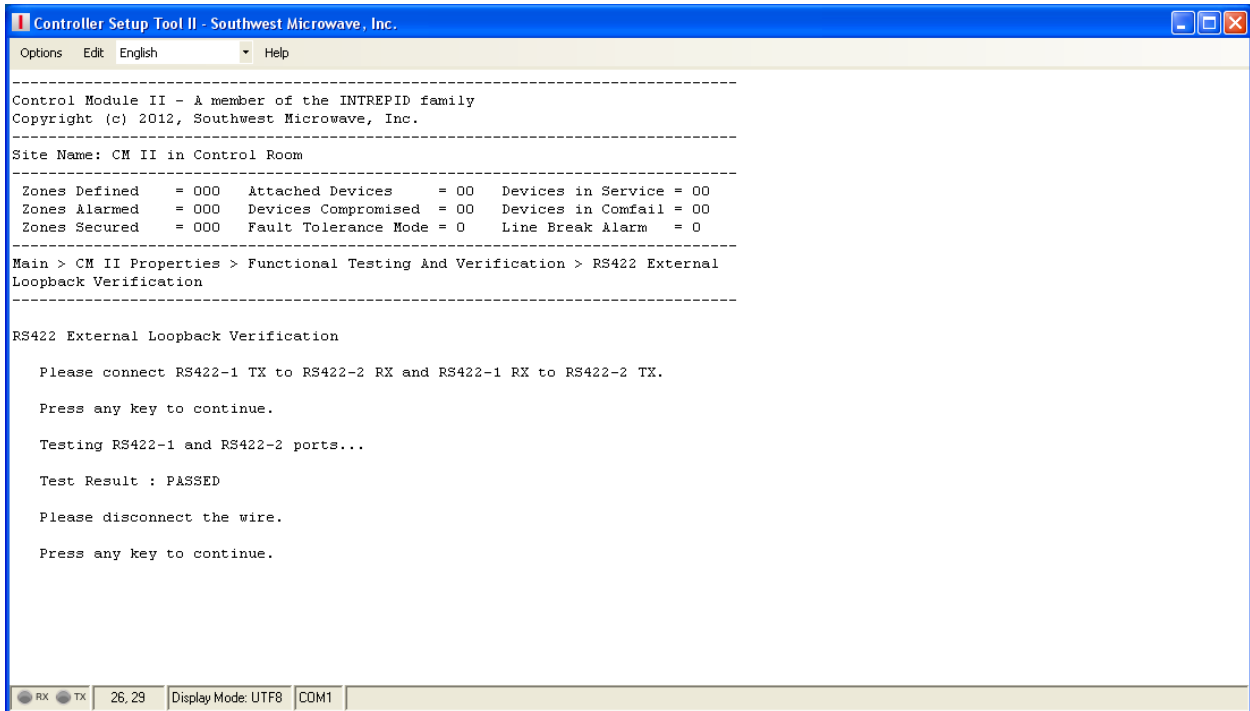 Controller Setup Tool II - Southwest Microwave, Inc.
Options Edit English Help
--------------------------------------------------------------------------------
Control Module II - A member of the INTREPID family
Copyright (c) 2012, Southwest Microwave, Inc.
--------------------------------------------------------------------------------
Site Name: CM II in Control Room
--------------------------------------------------------------------------------
Zones Defined = 000 Attached Devices = 00 Devices in Service = 00
Zones Alarmed = 000 Devices Compromised = 00 Devices in Comfail = 00
Zones Secured = 000 Fault Tolerance Mode = 0 Line Break Alarm = 0
--------------------------------------------------------------------------------
Main > CM II Properties > Functional Testing And Verification > RS422 External
Loopback Verification
--------------------------------------------------------------------------------
RS422 External Loopback Verification
Please connect RS422-1 TX to RS422-2 RX and RS422-1 RX to RS422-2 TX.
Press any key to continue.
Testing RS422-1 and RS422-2 ports...
Test Result : PASSED
Please disconnect the wire.
Press any key to continue.
RX TX 26, 29 Display Mode: UTF8 COM1